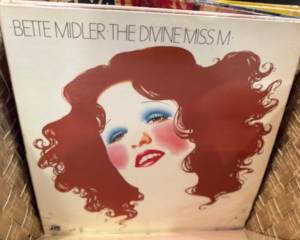 BETTE MIDLER · THE DIVINE MISS M ·